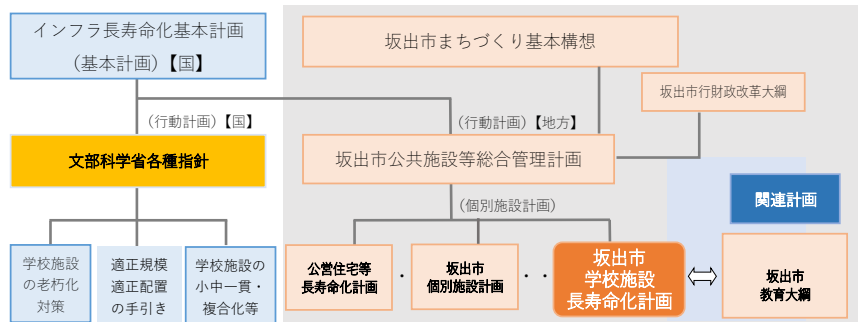 インフラ長寿命化基本計画
(基本計画)【国】
坂出市まちづくり基本構想
坂出市行財政改革大綱
(行動計画)【国】
(行動計画)【地方】
文部科学省各種指針
坂出市公共施設等総合管理計画
関連計画
(個別施設計画)
学校施設
の老朽化
対策
適正規模
適正配置
の手引き
学校施設の
小中一貫・
複合化等
公営住宅等
長寿命化計画
・
坂出市
個別施設計画
・・
坂出市
学校施設
長寿命化計画
坂出市
教育大綱